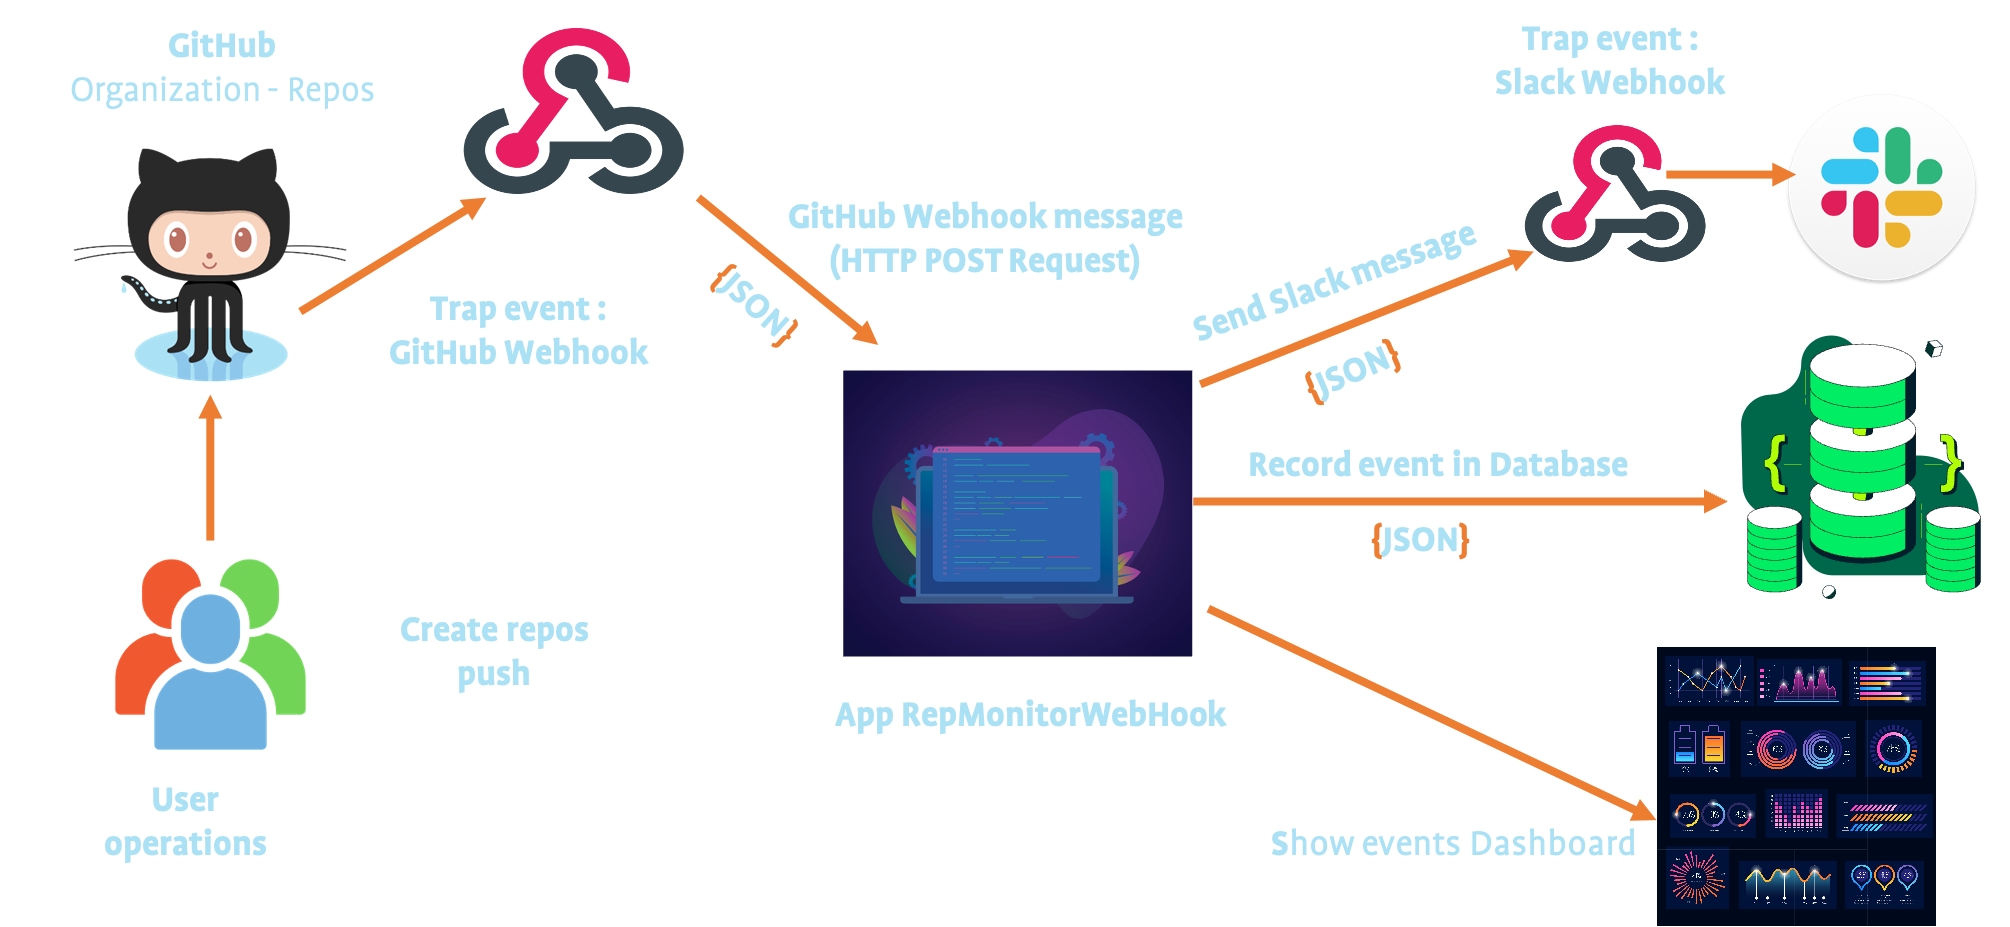 GitHub
Organization - Repos
Trap event :
GitHub Webhook
{JSON}
GitHub Webhook message
(HTTP POST Request)
Trap event :
Slack Webhook
Send Slack message
{JSON}
Record event in Database
{JSON}
Create repos
push
App RepMonitorWebHook
User
operations
Show events Dashboard